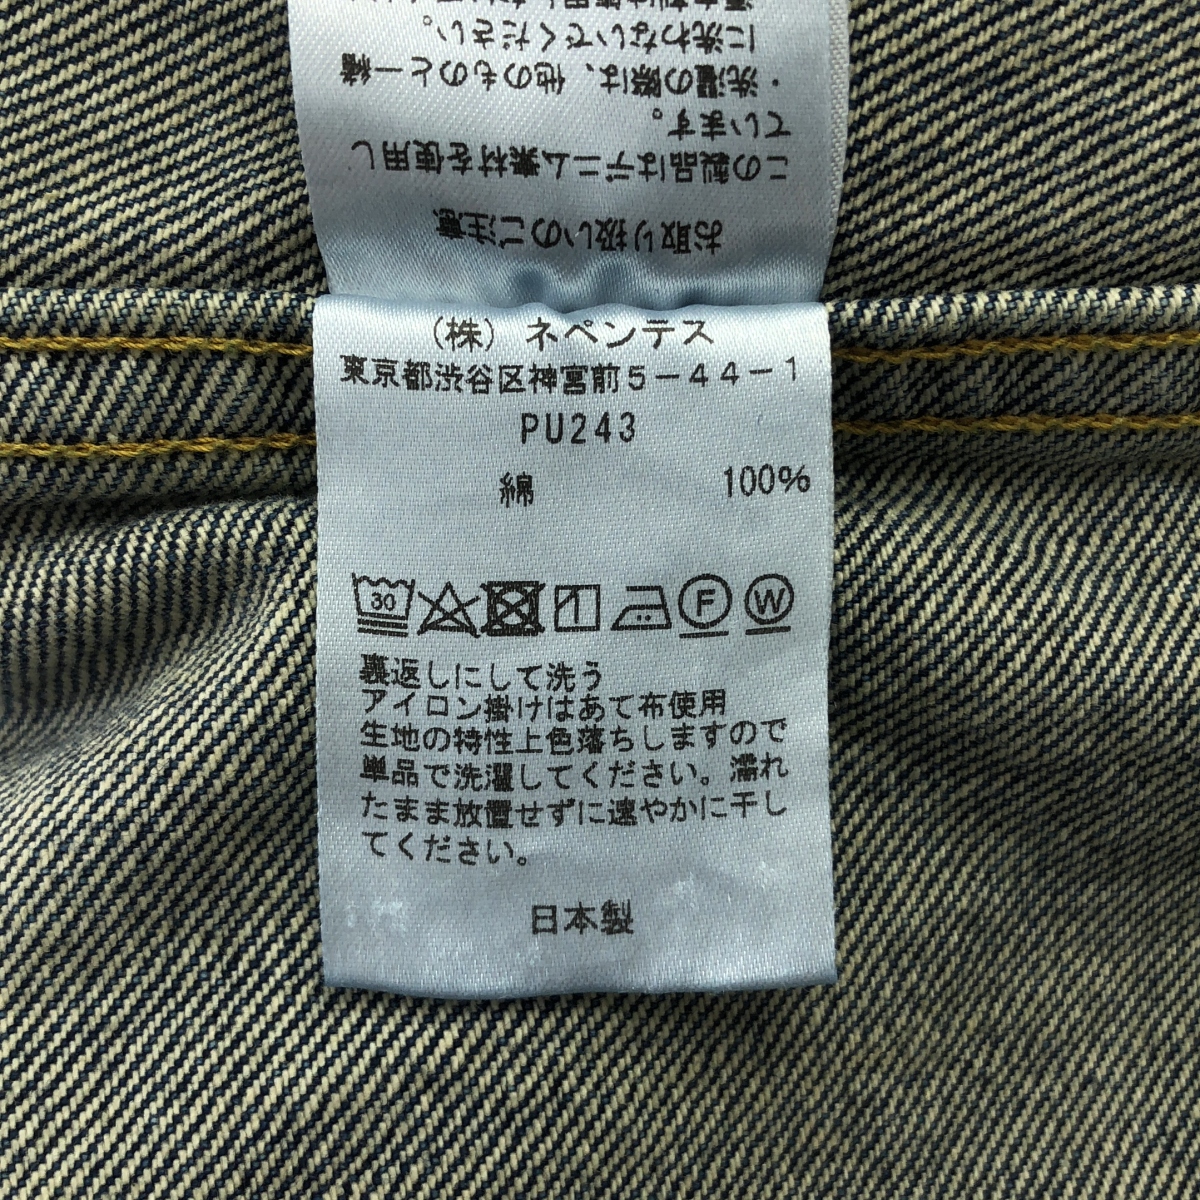 お取り扱いのご注意
この製品はデニム素材を使用し
ています。
・洗濯の際は、他のものと一緒
に洗わないでください。
(株) ネペンテス
東京都渋谷区神宮前5-44-1
PU243
綿 100%
30 F W
裏返しにして洗う
アイロン掛けはあて布使用
生地の特性上色落ちしますので
単品で洗濯してください。濡れ
たまま放置せずに速やかに干し
てください。
日本製